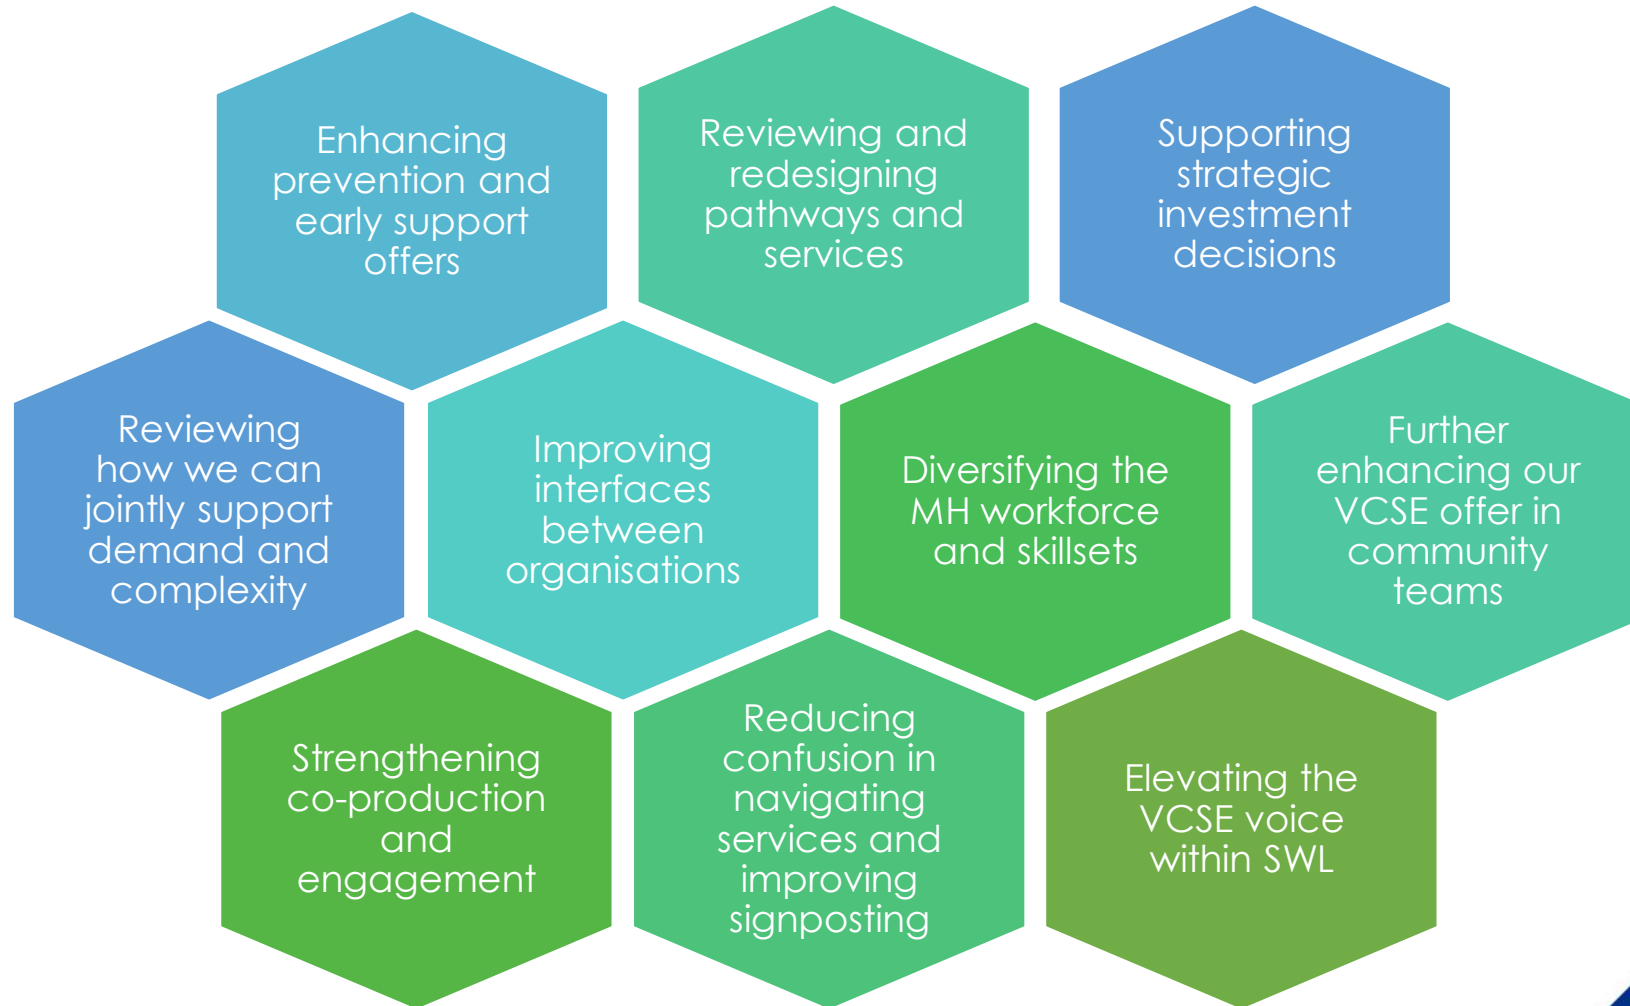 Enhancing
prevention and
early support
offers
Reviewing and
redesigning
pathways and
services
Supporting
strategic
investment
decisions
Reviewing
how we can
jointly support
demand and
complexity
Improving
interfaces
between
organisations
Diversifying the
MH workforce
and skillsets
Further
enhancing our
VCSE offer in
community
teams
Strengthening
co-production
and
engagement
Reducing
confusion in
navigating
services and
improving
signposting
Elevating the
VCSE voice
within SWL